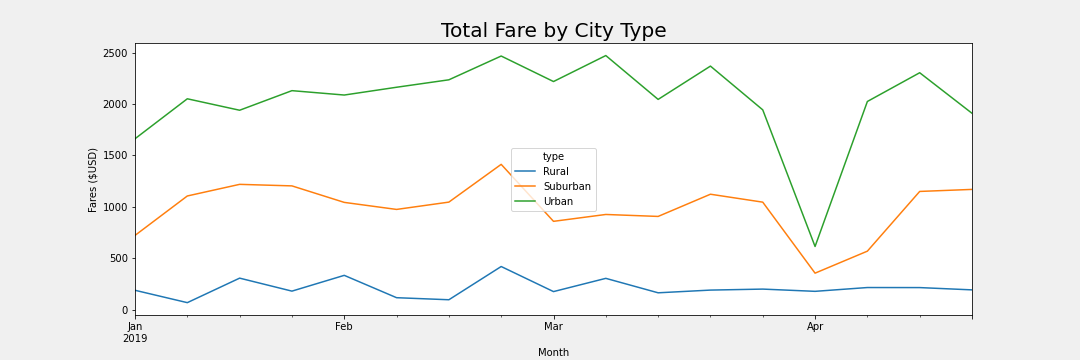 Total Fare by City Type
2500
2000
1500
1000
500
0
Fares ($USD)
type
Rural
Suburban
Urban
Jan
2019
Feb
Mar
Apr
Month